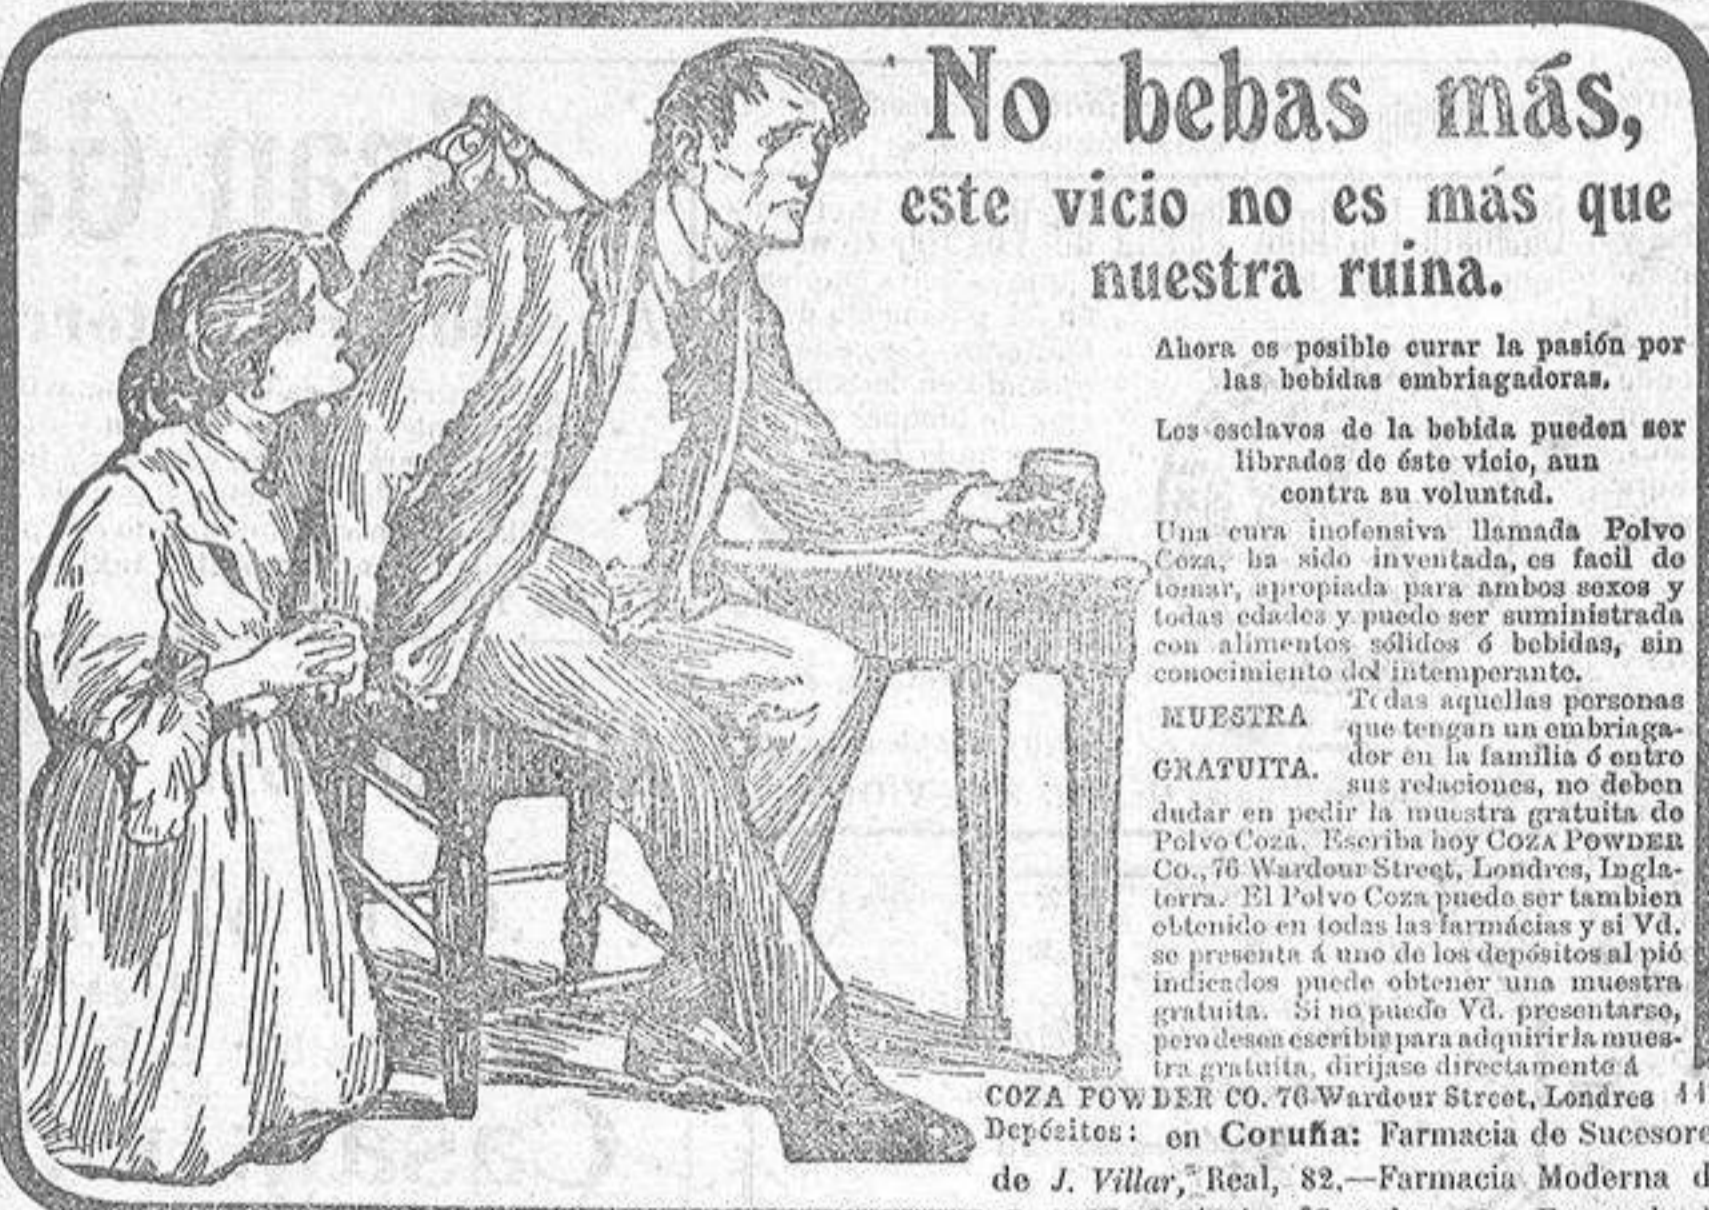 No bebas más,
este vicio no es más que
nuestra ruina.
Ahora es posible curar la pasión por
las bebidas embriagadoras.
Los esclavos de la bebida pueden ser
librados de éste vicio, aun
contra su voluntad.
Una cura inofensiva llamada Polvo
Coza, ha sido inventada, es facil de
tomar, apropiada para ambos sexos y
todas edades y puede ser suministrada
con alimentos sólidos ó bebidas, sin
conocimiento del intemperante.
MUESTRA
GRATUITA.
Todas aquellas personas
que tengan un embriaga-
dor en la família ó entre
sus relaciones, no deben
dudar en pedir la muestra gratuita de
Polvo Coza. Escriba hoy COZA POWDER
Co., 76 Wardour Street, Londres, Ingla-
terra. El Polvo Coza puede ser tambien
obtenido en todas las farmácias y si Vd.
se presenta á uno de los depósitos al pié
indicados puede obtener una muestra
gratuita. Si no puede Vd. presentarse,
pero desea escribir para adquirir la mues-
tra gratuita, dirijase directamente á
COZA POWDER CO. 76 Wardour Street, Londres 44
Depósitos: en Coruña: Farmacia de Sucesore
de J. Villar, Real, 82.—Farmacia Moderna d